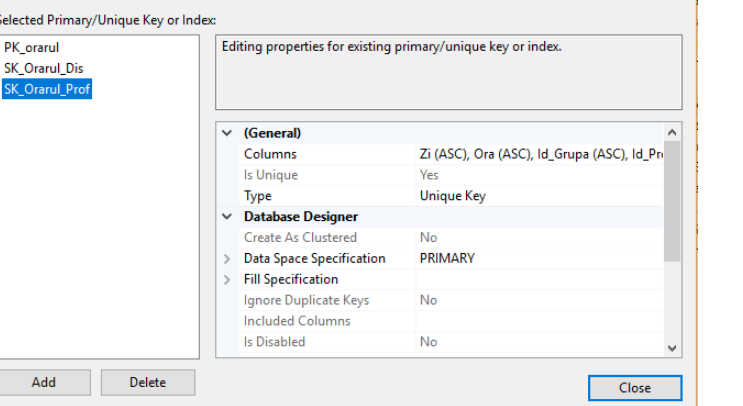 Selected Primary/Unique Key or Index:
PK_orarul
SK_Orarul_Dis
SK_Orarul_Prof
Editing properties for existing primary/unique key or index.
(General)
Columns Zi (ASC), Ora (ASC), Id_Grupa (ASC), Id_Pr
Is Unique Yes
Type Unique Key
Database Designer
Create As Clustered No
Data Space Specification PRIMARY
Fill Specification
Ignore Duplicate Keys No
Included Columns
Is Disabled No
Add Delete
Close